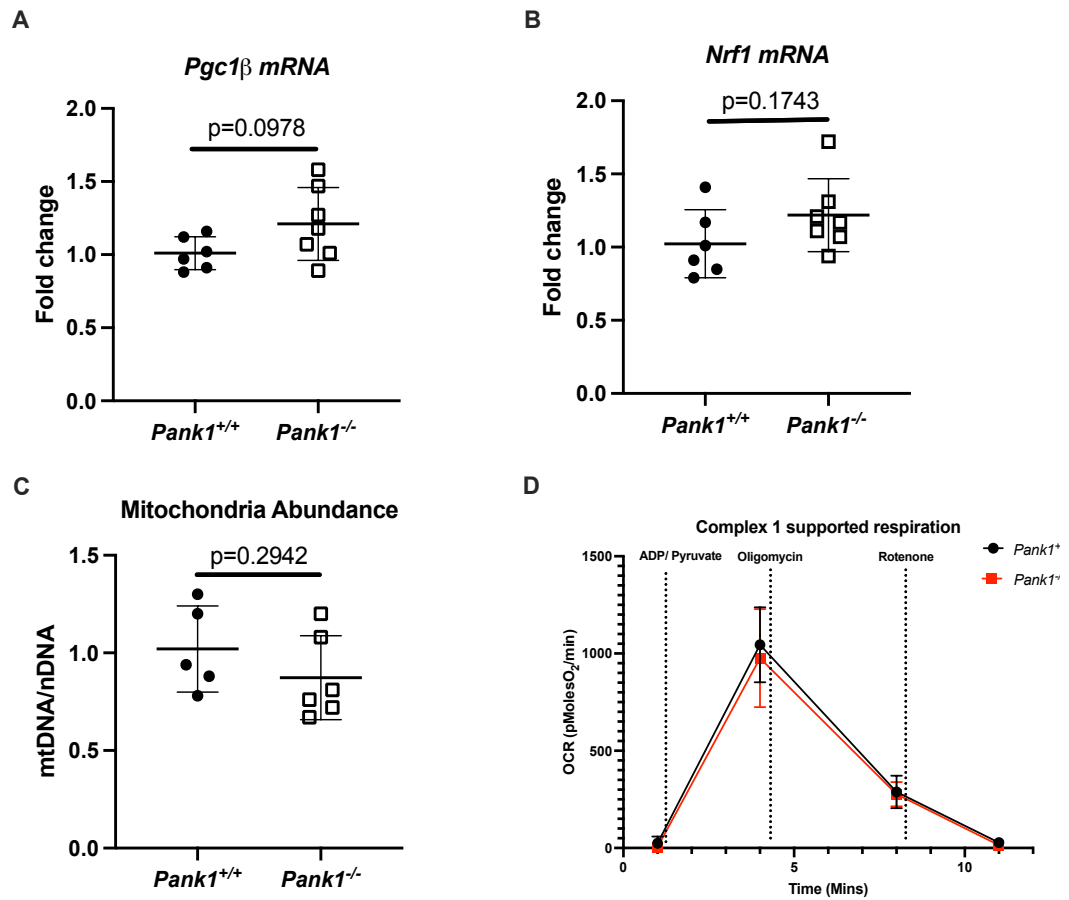 A
Pgc1β mRNA
p=0.0978
2.0
1.5
1.0
0.5
0.0
Fold change
Pank1+/+
Pank1-/-
B
Nrf1 mRNA
p=0.1743
2.0
1.5
1.0
0.5
0.0
Fold change
Pank1+/+
Pank1-/-
C
Mitochondria Abundance
p=0.2942
1.5
1.0
0.5
0.0
mtDNA/nDNA
Pank1+/+
Pank1-/-
D
Complex 1 supported respiration
ADP/ Pyruvate
Oligomycin
Rotenone
Pank1+
Pank1-/
1500
1000
500
0
OCR (pMolesO2/min)
0
5
10
Time (Mins)